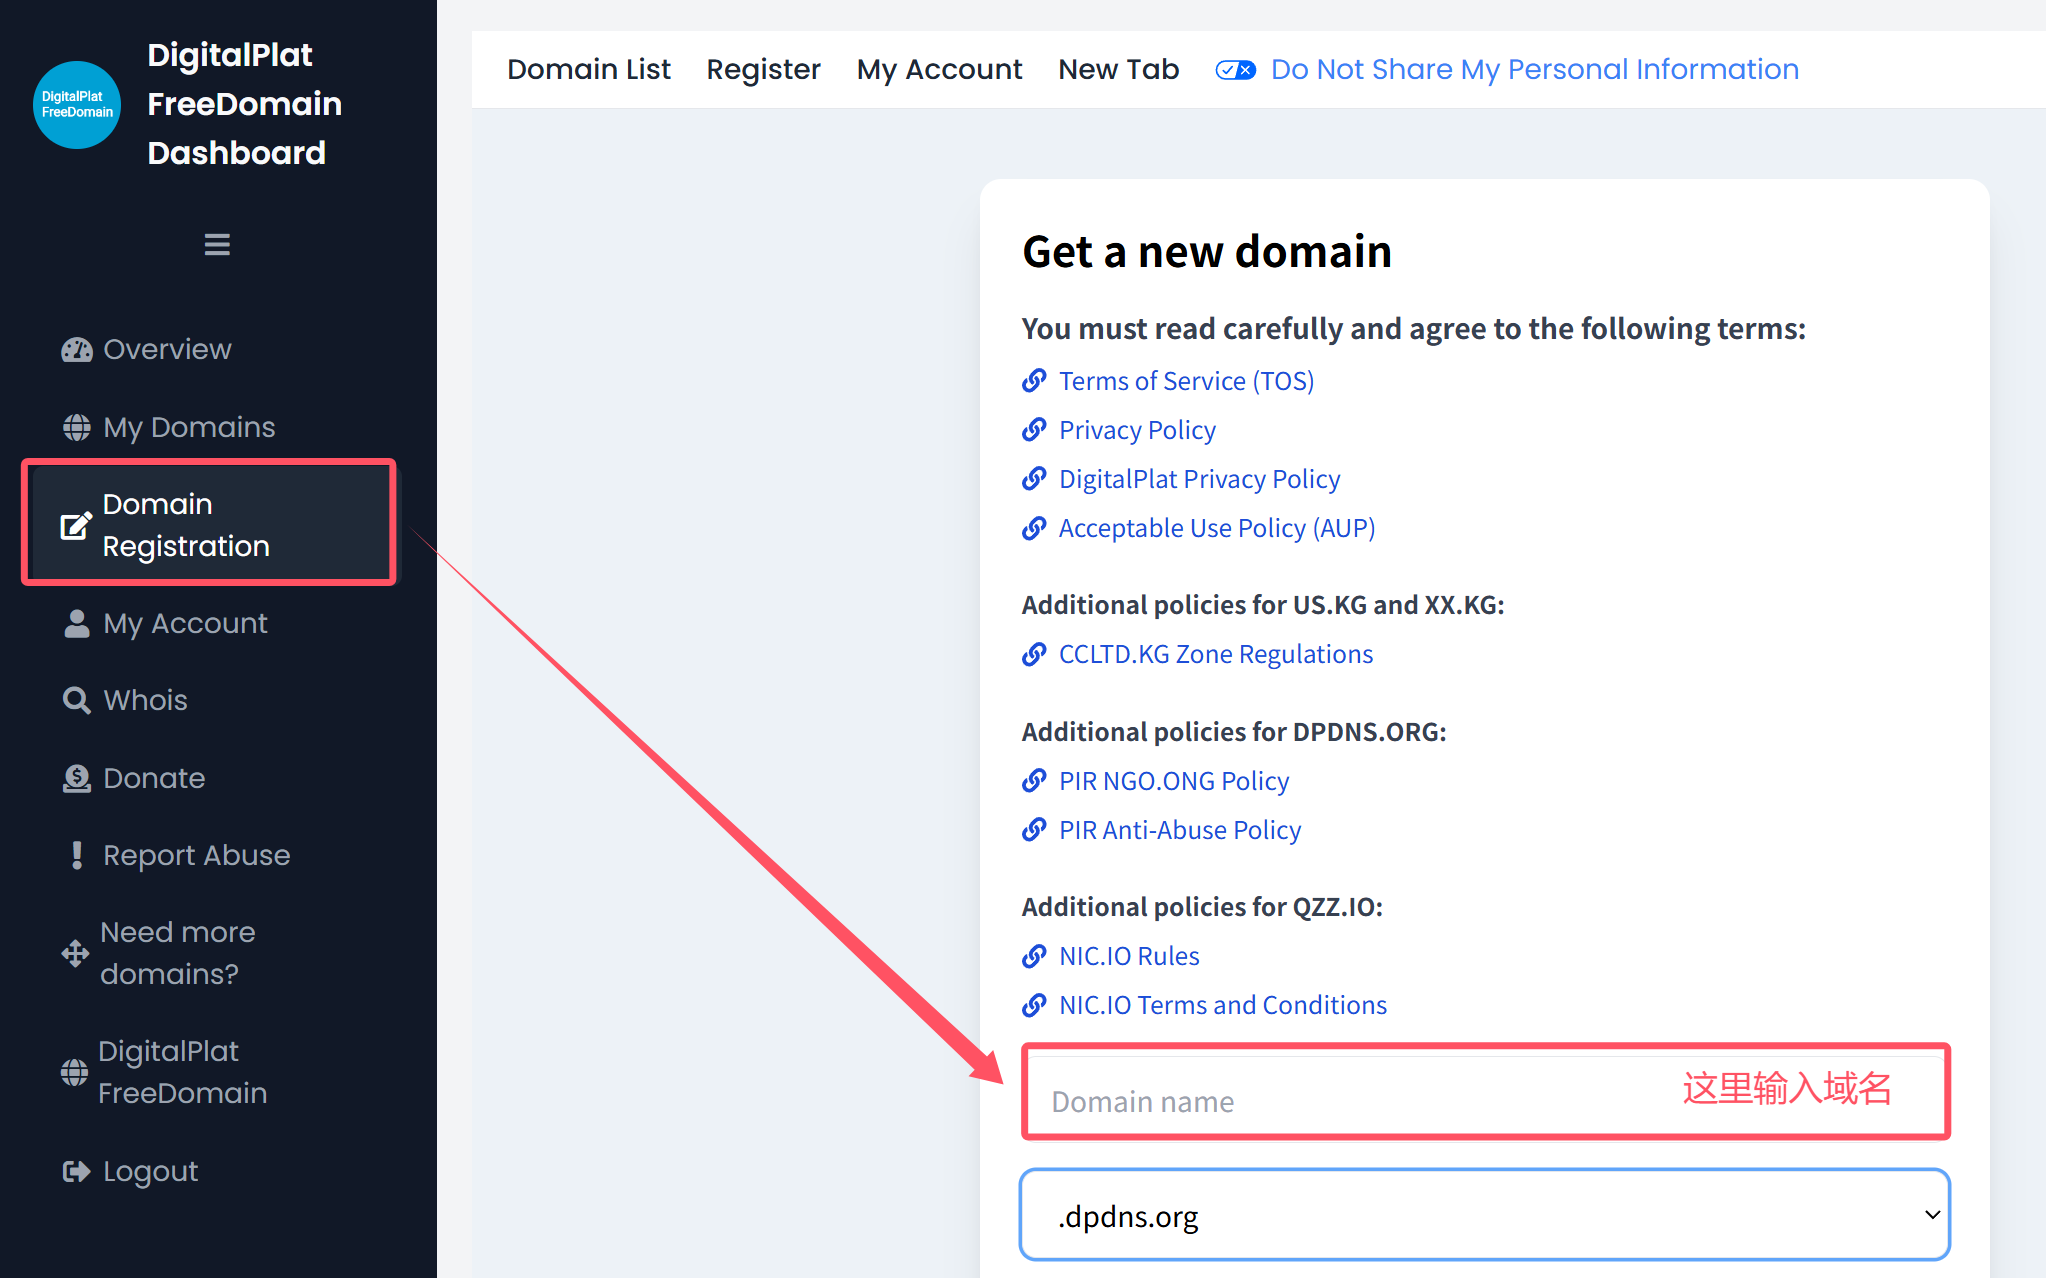 DigitalPlat
FreeDomain
DigitalPlat
FreeDomain
Dashboard
Overview
My Domains
Domain
Registration
My Account
Whois
Donate
Report Abuse
Need more
domains?
DigitalPlat
FreeDomain
Logout
Domain List Register My Account New Tab Do Not Share My Personal Information
Get a new domain
You must read carefully and agree to the following terms:
Terms of Service (TOS)
Privacy Policy
DigitalPlat Privacy Policy
Acceptable Use Policy (AUP)
Additional policies for US.KG and XX.KG:
CCLTD.KG Zone Regulations
Additional policies for DPDNS.ORG:
PIR NGO.ONG Policy
PIR Anti-Abuse Policy
Additional policies for QZZ.IO:
NIC.IO Rules
NIC.IO Terms and Conditions
Domain name 这里输入域名
.dpdns.org